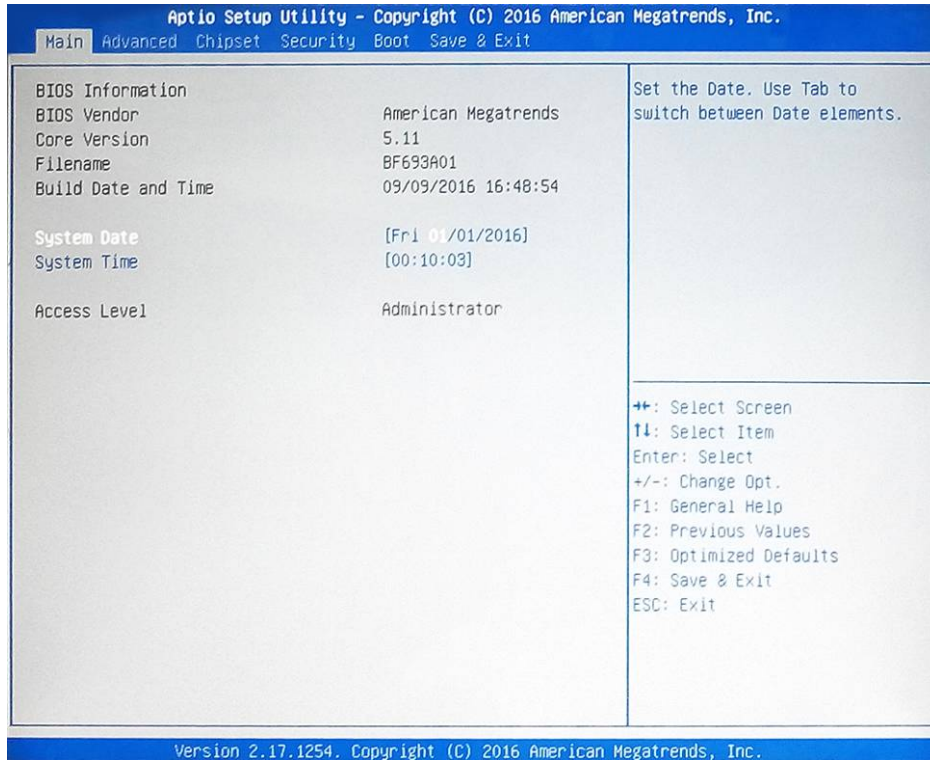 Aptio Setup Utility - Copyright (C) 2016 American Megatrends, Inc.
Main Advanced Chipset Security Boot Save & Exit
BIOS Information
BIOS Vendor American Megatrends
Core Version 5.11
Filename BF693A01
Build Date and Time 09/09/2016 16:48:54
System Date [Fri 01/01/2016]
System Time [00:10:03]
Access Level Administrator
Set the Date. Use Tab to
switch between Date elements.
→←: Select Screen
↑↓: Select Item
Enter: Select
+/-: Change Opt.
F1: General Help
F2: Previous Values
F3: Optimized Defaults
F4: Save & Exit
ESC: Exit
Version 2.17.1254. Copyright (C) 2016 American Megatrends, Inc.